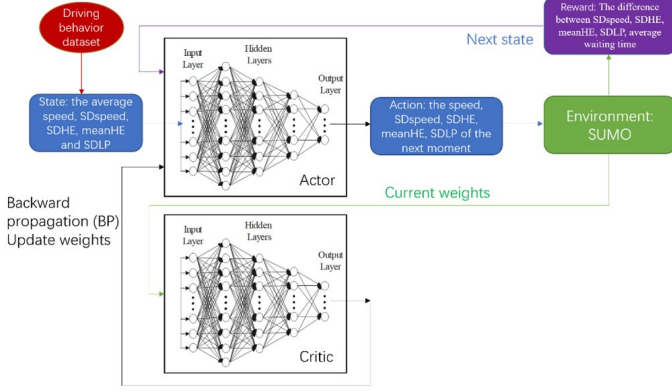 Driving
behavior
dataset
Reward: The difference
between SDspeed, SDHE,
meanHE, SDLP, average
waiting time
Next state
Input
Layer
Hidden
Layers
Output
Layer
Actor
State: the average
speed, SDspeed,
SDHE, meanHE
and SDLP
Action: the speed,
SDspeed, SDHE,
meanHE, SDLP of the
next moment
Environment:
SUMO
Backward
propagation (BP)
Update weights
Current weights
Input
Layer
Hidden
Layers
Output
Layer
Critic